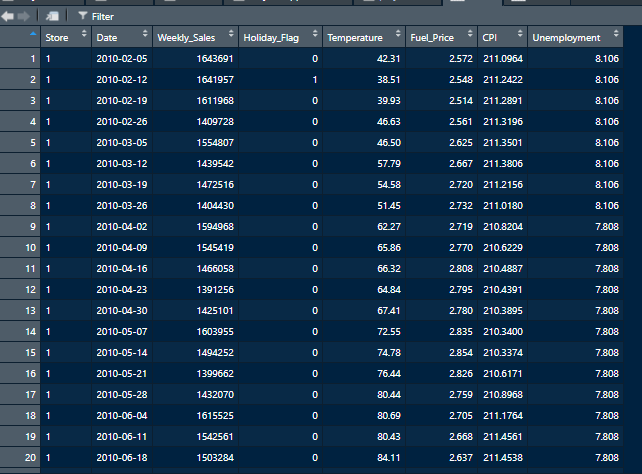 Filter
Store Date Weekly_Sales Holiday_Flag Temperature Fuel_Price CPI Unemployment
1 1 2010-02-05 1643691 0 42.31 2.572 211.0964 8.106
2 1 2010-02-12 1641957 1 38.51 2.548 211.2422 8.106
3 1 2010-02-19 1611968 0 39.93 2.514 211.2891 8.106
4 1 2010-02-26 1409728 0 46.63 2.561 211.3196 8.106
5 1 2010-03-05 1554807 0 46.50 2.625 211.3501 8.106
6 1 2010-03-12 1439542 0 57.79 2.667 211.3806 8.106
7 1 2010-03-19 1472516 0 54.58 2.720 211.2156 8.106
8 1 2010-03-26 1404430 0 51.45 2.732 211.0180 8.106
9 1 2010-04-02 1594968 0 62.27 2.719 210.8204 7.808
10 1 2010-04-09 1545419 0 65.86 2.770 210.6229 7.808
11 1 2010-04-16 1466058 0 66.32 2.808 210.4887 7.808
12 1 2010-04-23 1391256 0 64.84 2.795 210.4391 7.808
13 1 2010-04-30 1425101 0 67.41 2.780 210.3895 7.808
14 1 2010-05-07 1603955 0 72.55 2.835 210.3400 7.808
15 1 2010-05-14 1494252 0 74.78 2.854 210.3374 7.808
16 1 2010-05-21 1399662 0 76.44 2.826 210.6171 7.808
17 1 2010-05-28 1432070 0 80.44 2.759 210.8968 7.808
18 1 2010-06-04 1615525 0 80.69 2.705 211.1764 7.808
19 1 2010-06-11 1542561 0 80.43 2.668 211.4561 7.808
20 1 2010-06-18 1503284 0 84.11 2.637 211.4538 7.808